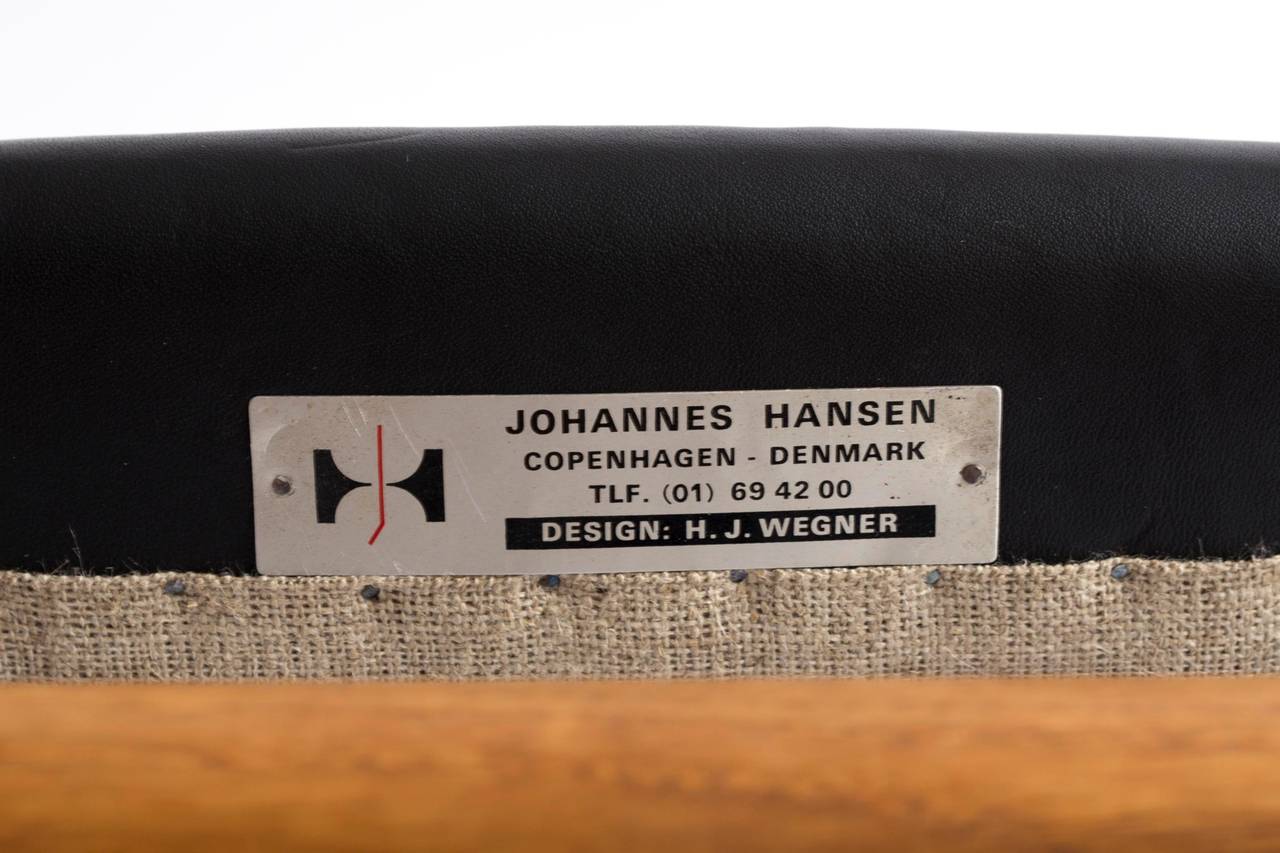 JOHANNES HANSEN
COPENHAGEN - DENMARK
TLF. (01) 69 42 00
DESIGN: H. J. WEGNER